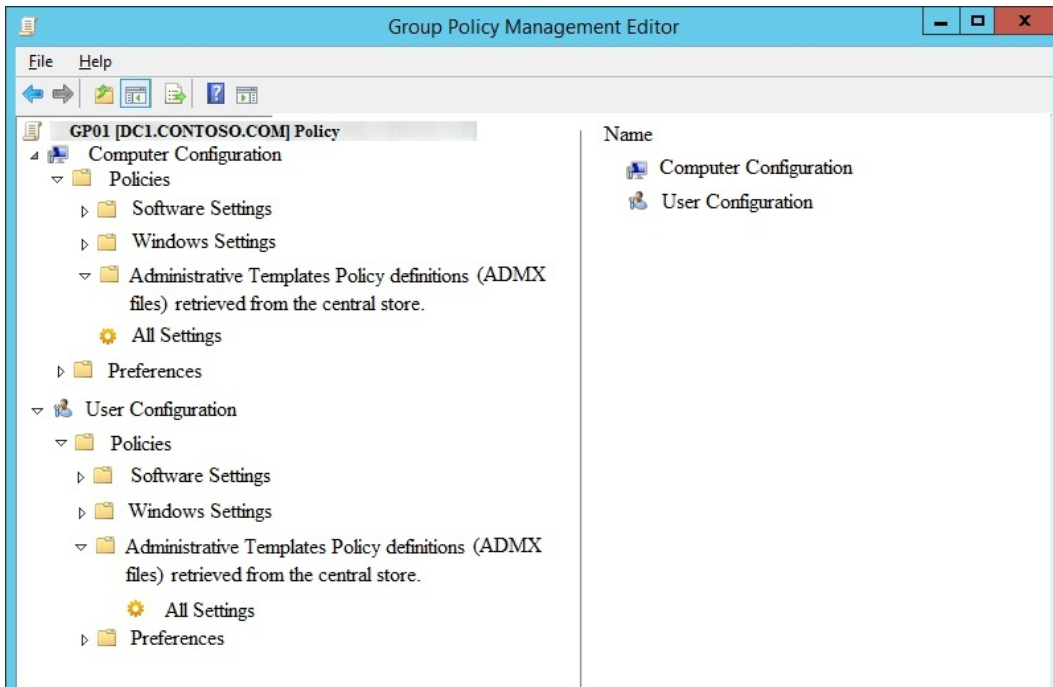 Group Policy Management Editor
File Help
GP01 [DC1.CONTOSO.COM] Policy
Computer Configuration
Policies
Software Settings
Windows Settings
Administrative Templates Policy definitions (ADMX
files) retrieved from the central store.
All Settings
Preferences
User Configuration
Policies
Software Settings
Windows Settings
Administrative Templates Policy definitions (ADMX
files) retrieved from the central store.
All Settings
Preferences
Name
Computer Configuration
User Configuration